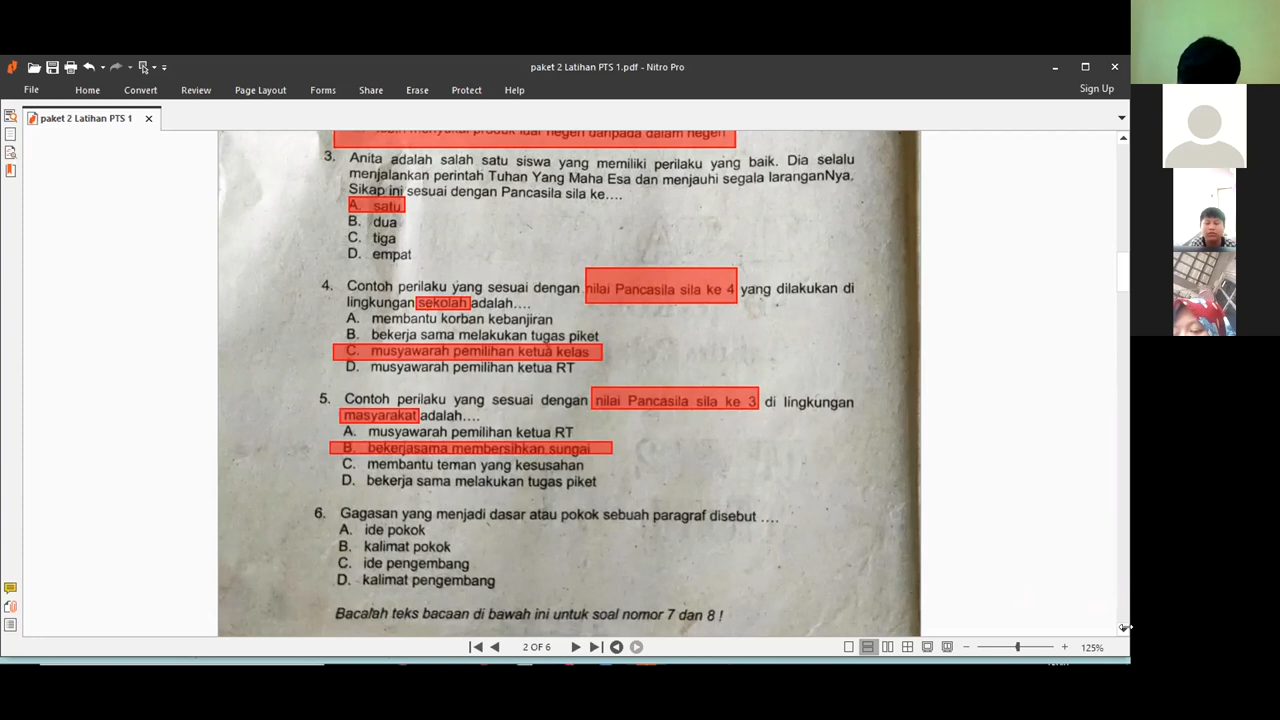 paket 2 Latihan PTS 1.pdf - Nitro Pro
File Home Convert Review Page Layout Forms Share Erase Protect Help
Sign Up
paket 2 Latihan PTS 1
lebih menyukai produk luar negeri daripada dalam negeri
3. Anita adalah salah satu siswa yang memiliki perilaku yang baik. Dia selalu
menjalankan perintah Tuhan Yang Maha Esa dan menjauhi segala laranganNya.
Sikap ini sesuai dengan Pancasila sila ke....
A. satu
B. dua
C. tiga
D. empat
4. Contoh perilaku yang sesuai dengan nilai Pancasila sila ke 4 yang dilakukan di
lingkungan sekolah adalah....
A. membantu korban kebanjiran
B. bekerja sama melakukan tugas piket
C. musyawarah pemilihan ketua kelas
D. musyawarah pemilihan ketua RT
5. Contoh perilaku yang sesuai dengan nilai Pancasila sila ke 3 di lingkungan
masyarakat adalah....
A. musyawarah pemilihan ketua RT
B. bekerjasama membersihkan sungai
C. membantu teman yang kesusahan
D. bekerja sama melakukan tugas piket
6. Gagasan yang menjadi dasar atau pokok sebuah paragraf disebut ....
A. ide pokok
B. kalimat pokok
C. ide pengembang
D. kalimat pengembang
Bacalah teks bacaan di bawah ini untuk soal nomor 7 dan 8 !
2 OF 6
125%